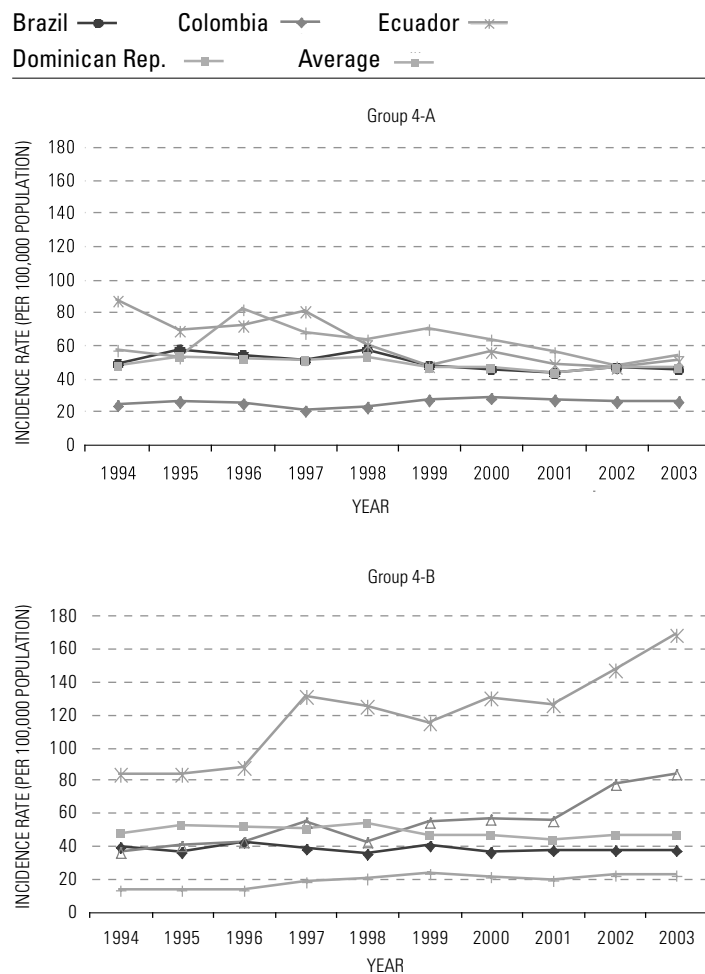 Brazil Colombia Ecuador
Dominican Rep. Average
Group 4-A
INCIDENCE RATE (PER 100,000 POPULATION)
180
160
140
120
100
80
60
40
20
0
1994 1995 1996 1997 1998 1999 2000 2001 2002 2003
YEAR
Group 4-B
INCIDENCE RATE (PER 100,000 POPULATION)
180
160
140
120
100
80
60
40
20
0
1994 1995 1996 1997 1998 1999 2000 2001 2002 2003
YEAR